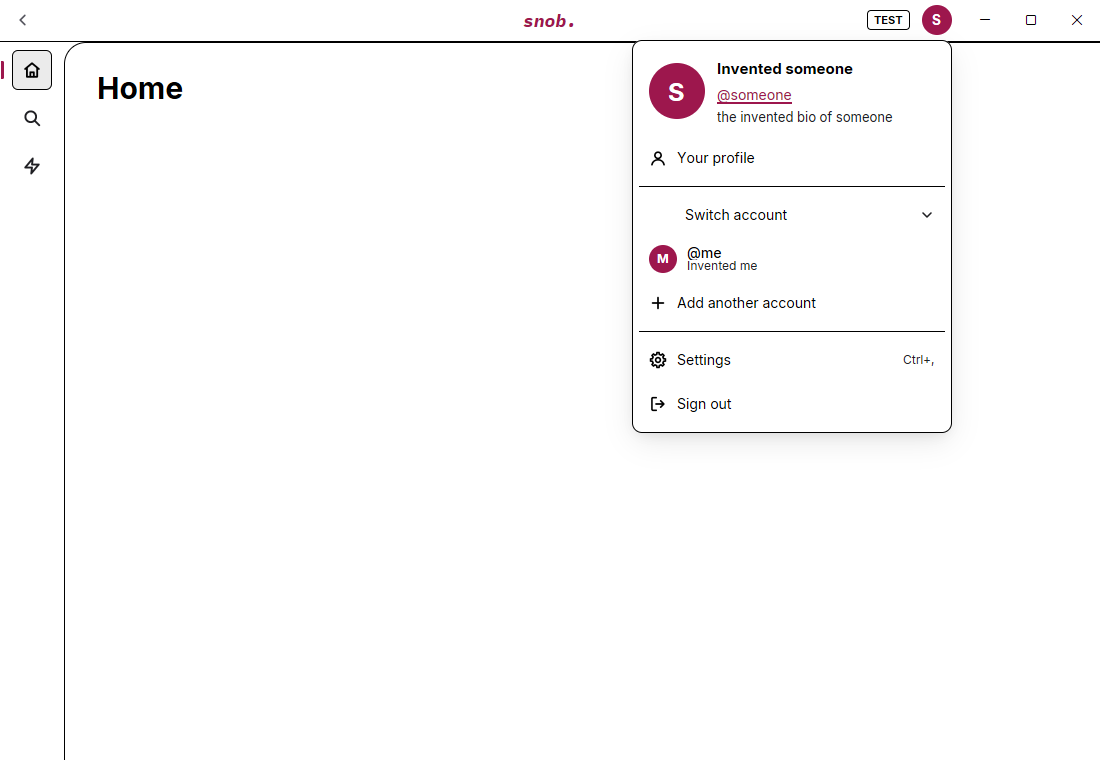 snob.
TEST
S
Home
S
Invented someone
@someone
the invented bio of someone
Your profile
Switch account
M
@me
Invented me
Add another account
Settings
Ctrl+,
Sign out